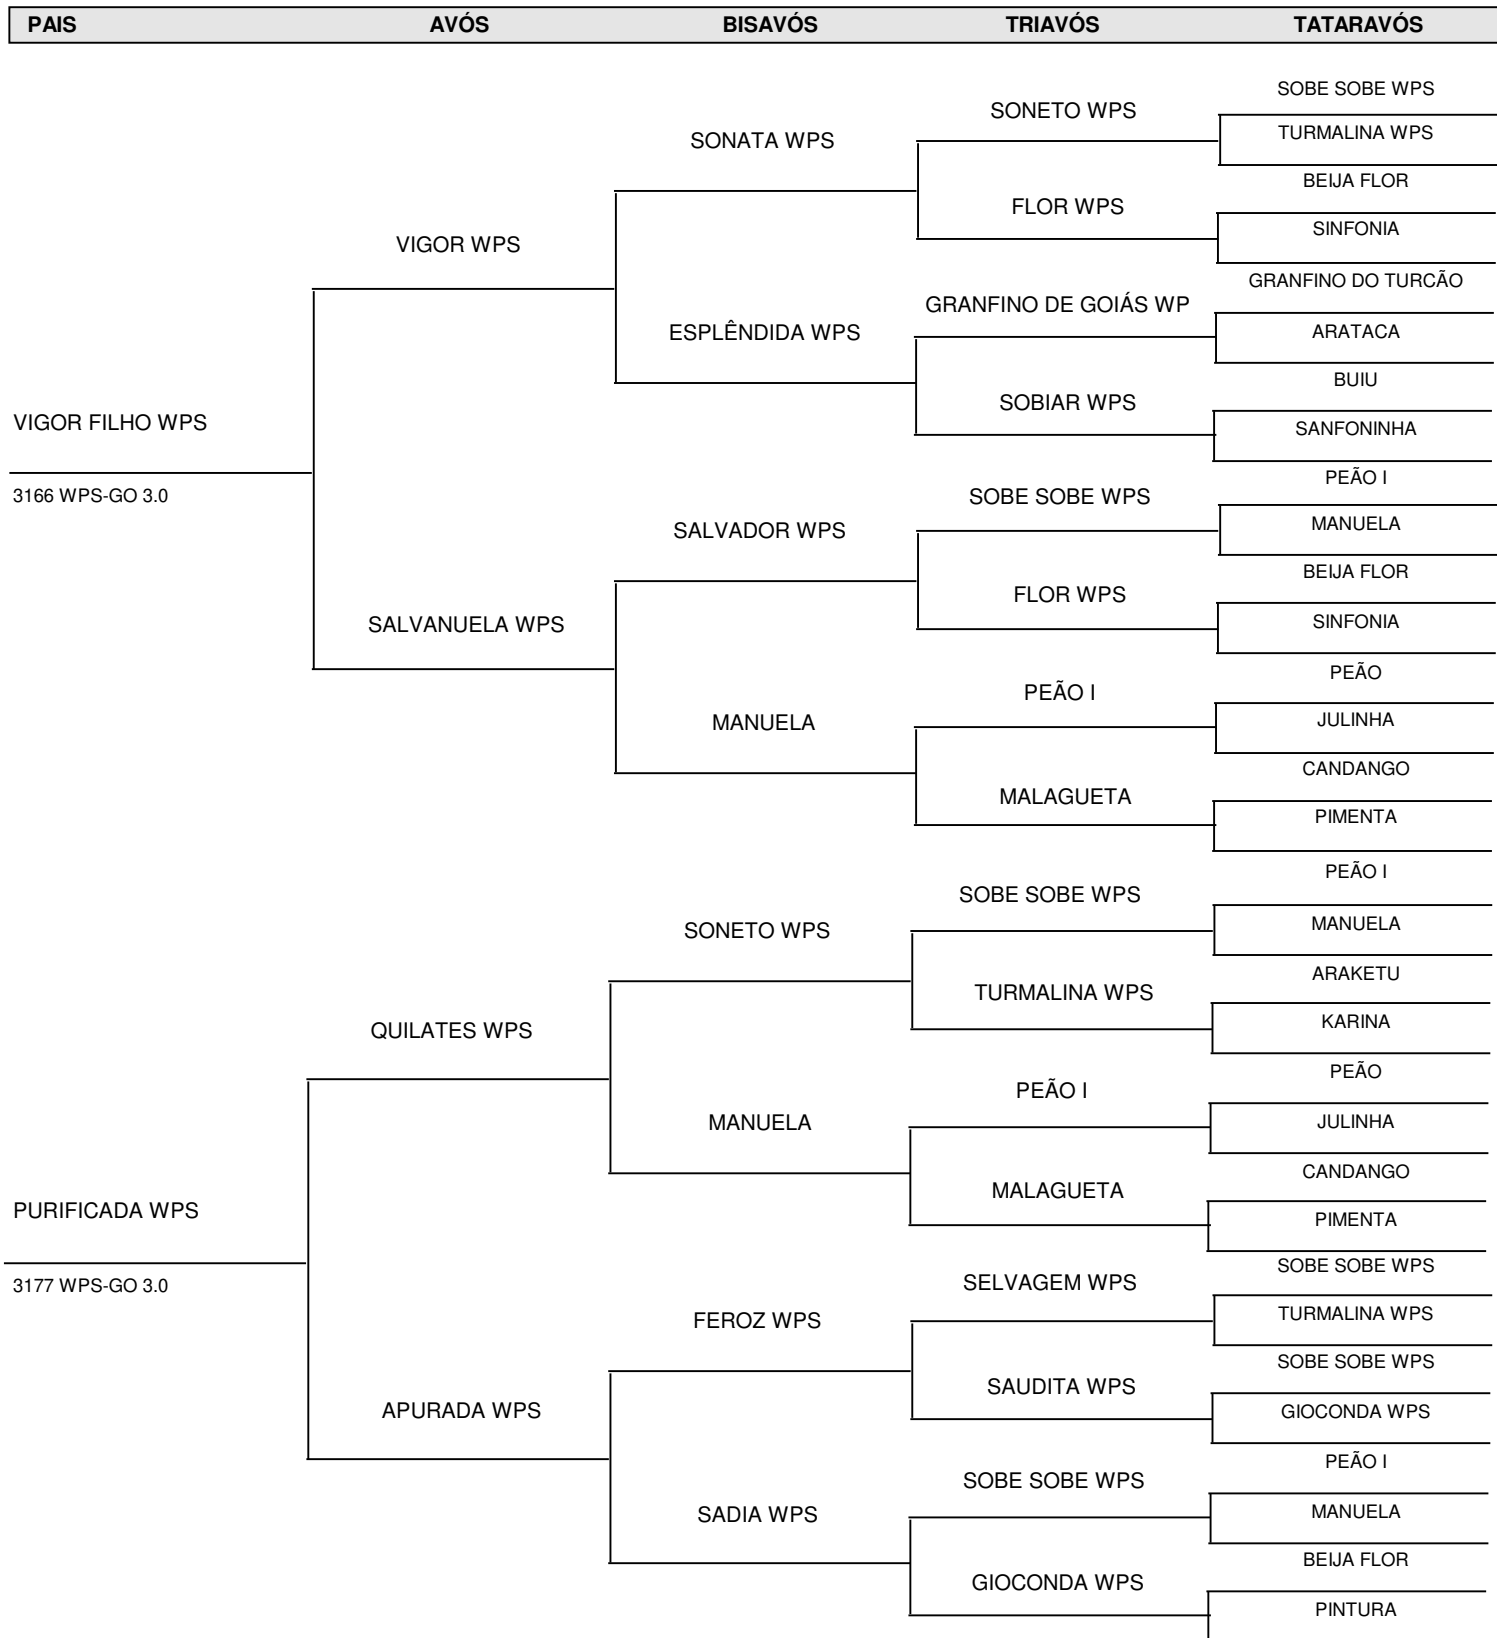 PAIS AVÓS BISAVÓS TRIAVÓS TATARAVÓS
SOBE SOBE WPS
SONETO WPS
TURMALINA WPS
SONATA WPS
BEIJA FLOR
FLOR WPS
SINFONIA
VIGOR WPS
GRANFINO DO TURCÃO
GRANFINO DE GOIÁS WP
ESPLÊNDIDA WPS
ARATACA
BUIU
SOBIAR WPS
VIGOR FILHO WPS
SANFONINHA
PEÃO I
3166 WPS-GO 3.0
SOBE SOBE WPS
MANUELA
SALVADOR WPS
BEIJA FLOR
FLOR WPS
SINFONIA
SALVANUELA WPS
PEÃO
PEÃO I
JULINHA
MANUELA
CANDANGO
MALAGUETA
PIMENTA
PEÃO I
SOBE SOBE WPS
MANUELA
SONETO WPS
ARAKETU
TURMALINA WPS
KARINA
QUILATES WPS
PEÃO
PEÃO I
JULINHA
MANUELA
CANDANGO
MALAGUETA
PURIFICADA WPS
PIMENTA
SOBE SOBE WPS
3177 WPS-GO 3.0
SELVAGEM WPS
TURMALINA WPS
FEROZ WPS
SOBE SOBE WPS
SAUDITA WPS
APURADA WPS
GIOCONDA WPS
PEÃO I
SOBE SOBE WPS
MANUELA
SADIA WPS
BEIJA FLOR
GIOCONDA WPS
PINTURA